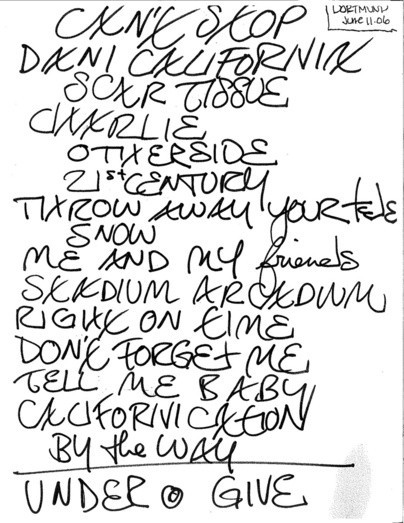 DORTMUND
JUNE 11-06
CAN'T STOP
DANI CALIFORNIA
SCAR TISSUE
CHARLIE
OTHERSIDE
21st CENTURY
THROW AWAY YOUR tele
SNOW
ME AND MY friends
STADIUM ARCADIUM
RIGHT ON TIME
DON'T FORGET ME
TELL ME BABY
CALIFORNICATION
BY the WAY
UNDER GIVE